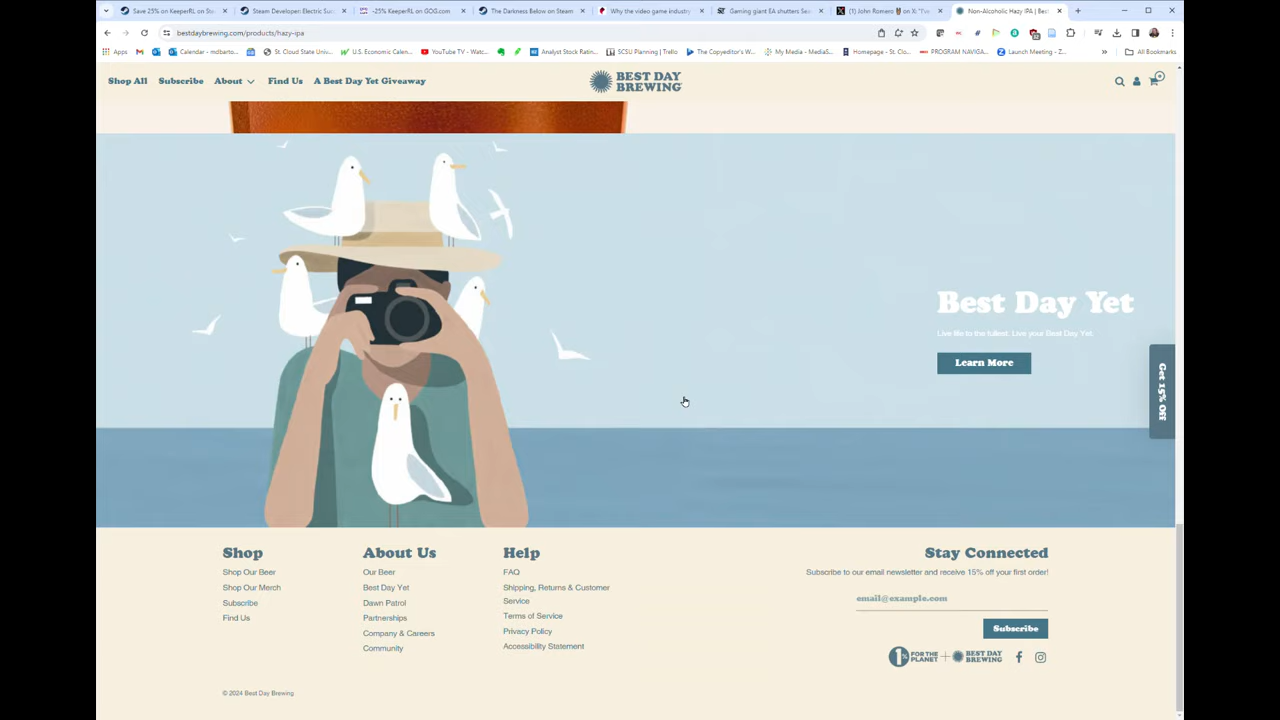 Save 25% on KeeperRL on Ste
Steam Developer: Electric Su
-25% KeeperRL on GOG.com
The Darkness Below on Steam
Why the video game industry
Gaming giant EA shutters Se
(1) John Romero
on X: "Eve
Non-Alcoholic Hazy IPA | Bes
bestdaybrewing.com/products/hazy-ipa
Apps
Calendar - mdbarto...
St. Cloud State Univ...
U.S. Economic Calen...
YouTube TV - Watc...
Analyst Stock Ratin...
SCSU Planning | Trello
The Copyeditor's W...
My Media - MediaS...
Homepage - St. Clo...
PROGRAM NAVIGA...
Launch Meeting - Z...
All Bookmarks
Shop All
Subscribe
About
Find Us
A Best Day Yet Giveaway
BEST DAY
BREWING
Best Day Yet
Live life to the fullest. Live your Best Day Yet.
Learn More
Get 15% Off
Shop
Shop Our Beer
Shop Our Merch
Subscribe
Find Us
About Us
Our Beer
Best Day Yet
Dawn Patrol
Partnerships
Company & Careers
Community
Help
FAQ
Shipping, Returns & Customer
Service
Terms of Service
Privacy Policy
Accessibility Statement
Stay Connected
Subscribe to our email newsletter and receive 15% off your first order!
email@example.com
Subscribe
1% FOR THE PLANET + BEST DAY BREWING
© 2024 Best Day Brewing